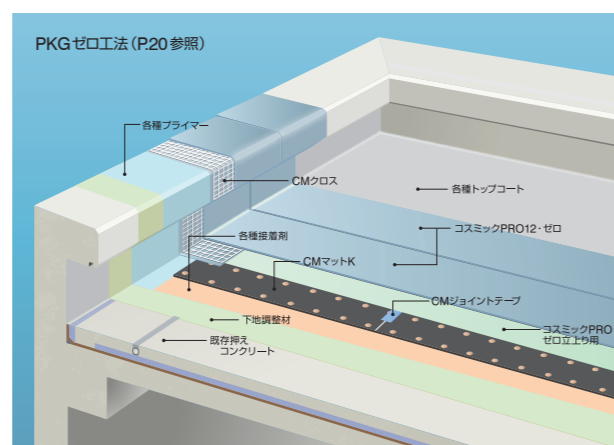 PKGゼロ工法(P.20参照)
各種プライマー
CMクロス
各種トップコート
コスミックPRO12・ゼロ
各種接着剤
CMマットK
CMジョイントテープ
下地調整材
コスミックPRO
ゼロ立上り用
既存押え
コンクリート